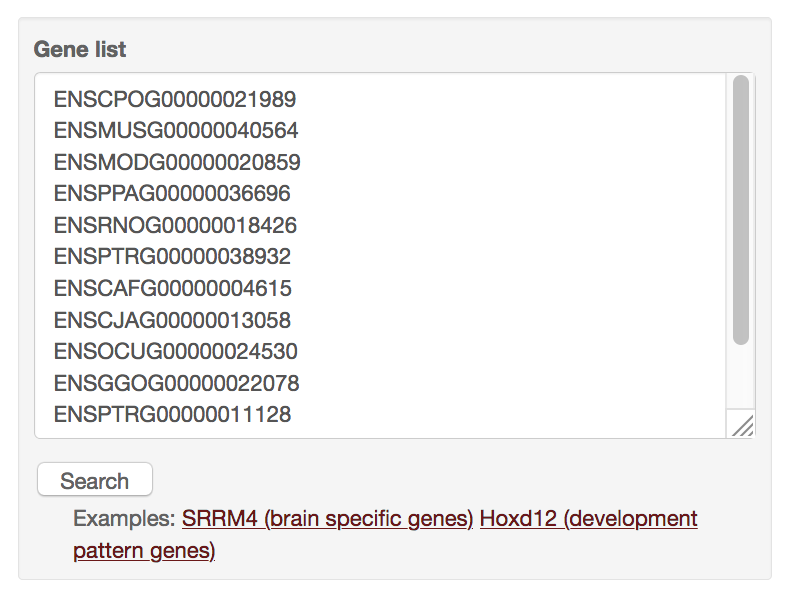 Gene list
ENSCPOG00000021989
ENSMUSG00000040564
ENSMODG00000020859
ENSPPAG00000036696
ENSRNOG00000018426
ENSPTRG00000038932
ENSCAFG00000004615
ENSCJAG00000013058
ENSOCUG00000024530
ENSGGOG00000022078
ENSPTRG00000011128
Search
Examples: SRRM4 (brain specific genes) Hoxd12 (development
pattern genes)